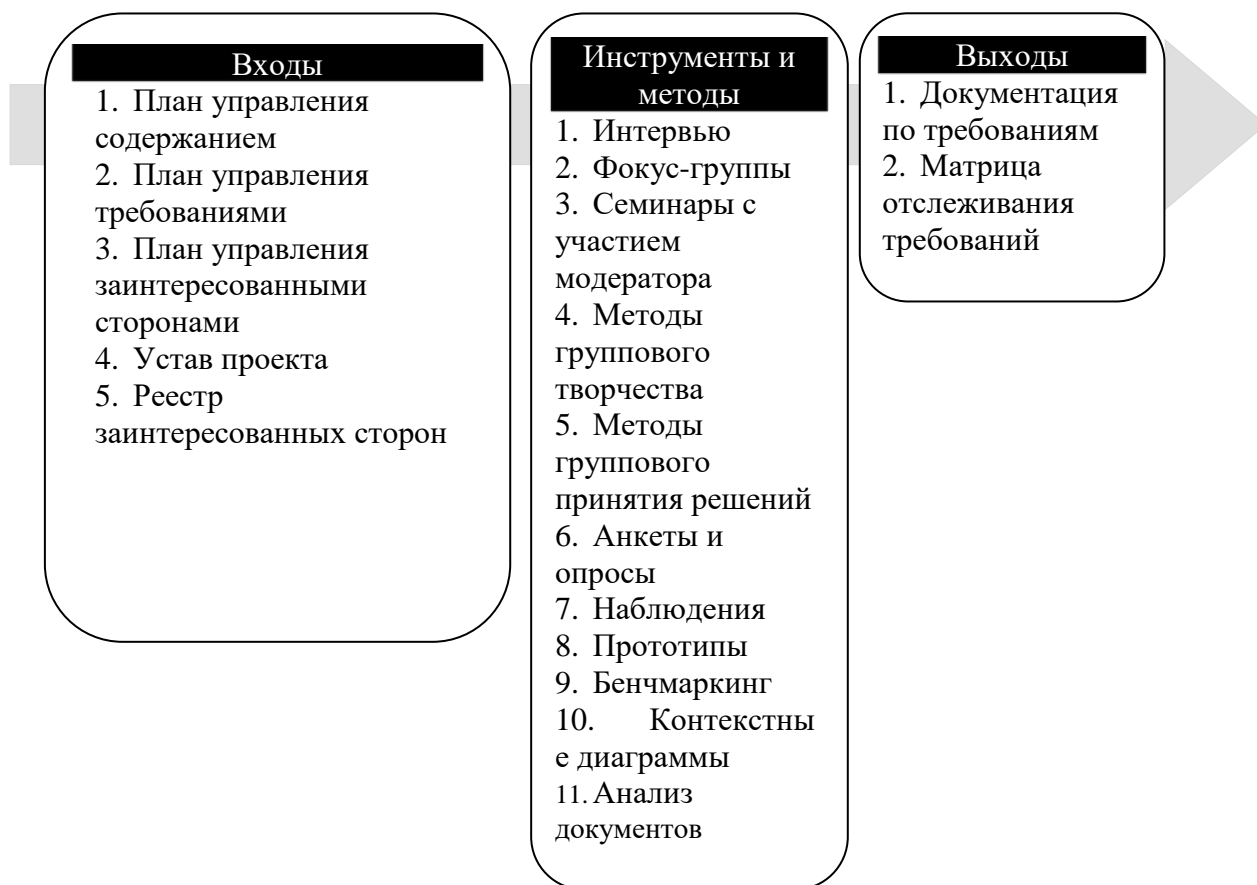 Входы
1. План управления
содержанием
2. План управления
требованиями
3. План управления
заинтересованными
сторонами
4. Устав проекта
5. Реестр
заинтересованных сторон
Инструменты и
методы
1. Интервью
2. Фокус-группы
3. Семинары с
участием
модератора
4. Методы
группового
творчества
5. Методы
группового
принятия решений
6. Анкеты и
опросы
7. Наблюдения
8. Прототипы
9. Бенчмаркинг
10. Контекстны
е диаграммы
11. Анализ
документов
Выходы
1. Документация
по требованиям
2. Матрица
отслеживания
требований